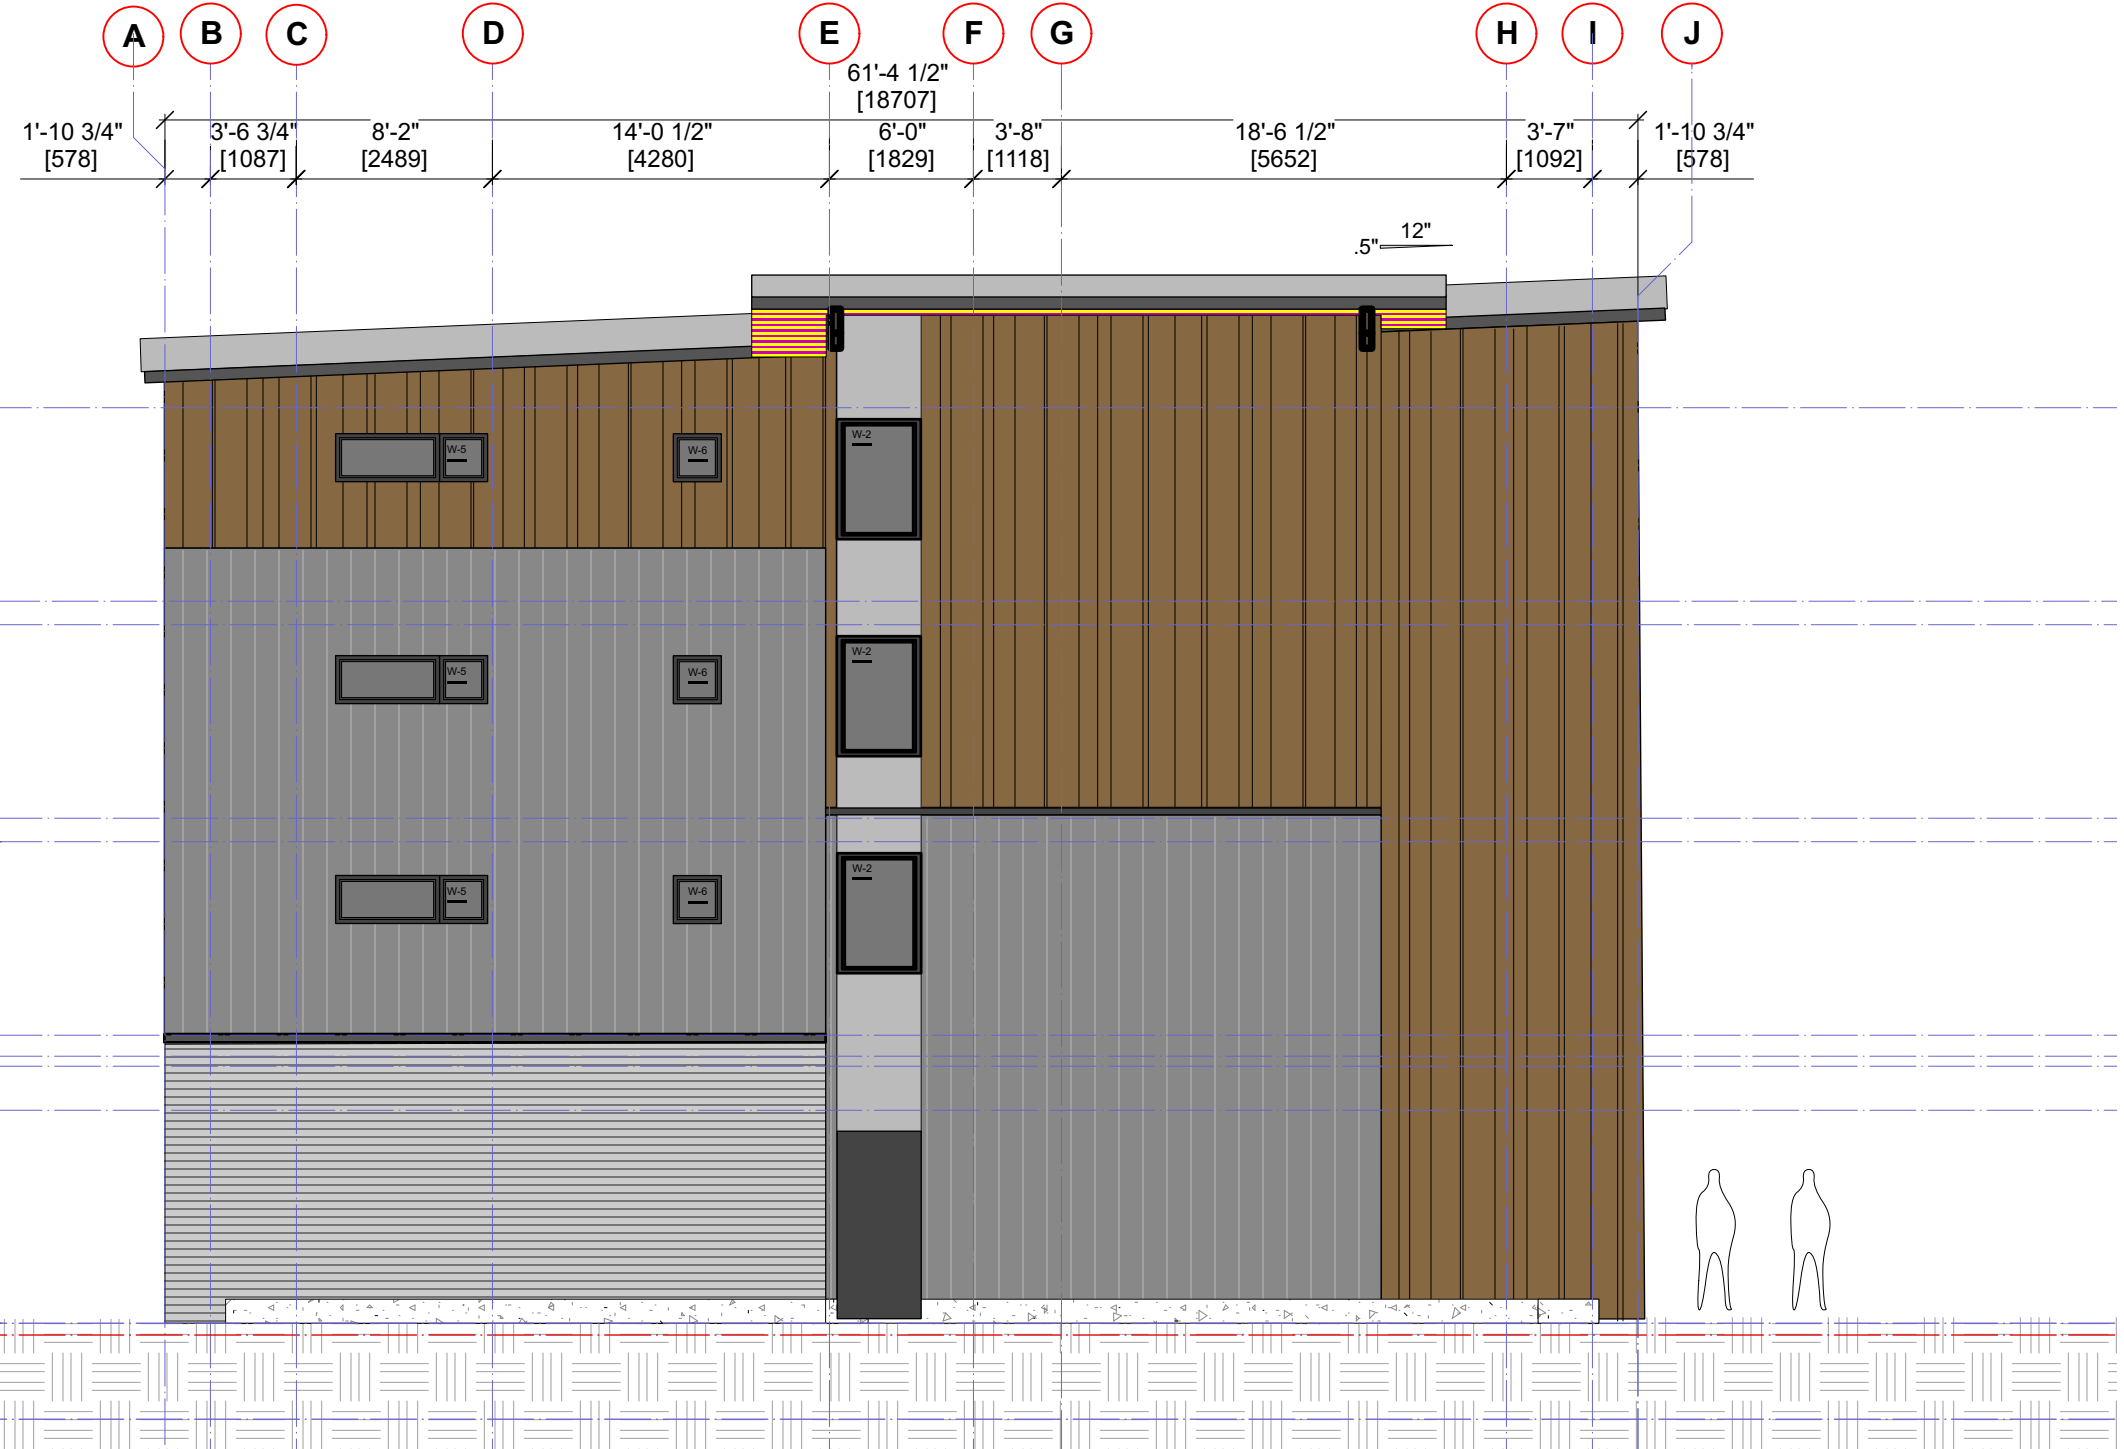 A B C D E F G H I J
61'-4 1/2"
[18707]
1'-10 3/4" 3'-6 3/4" 8'-2" 14'-0 1/2" 6'-0" 3'-8" 18'-6 1/2" 3'-7" 1'-10 3/4"
[578] [1087] [2489] [4280] [1829] [1118] [5652] [1092] [578]
12"
.5"
W-2
W-5 W-6
W-2
W-5 W-6
W-2
W-5 W-6